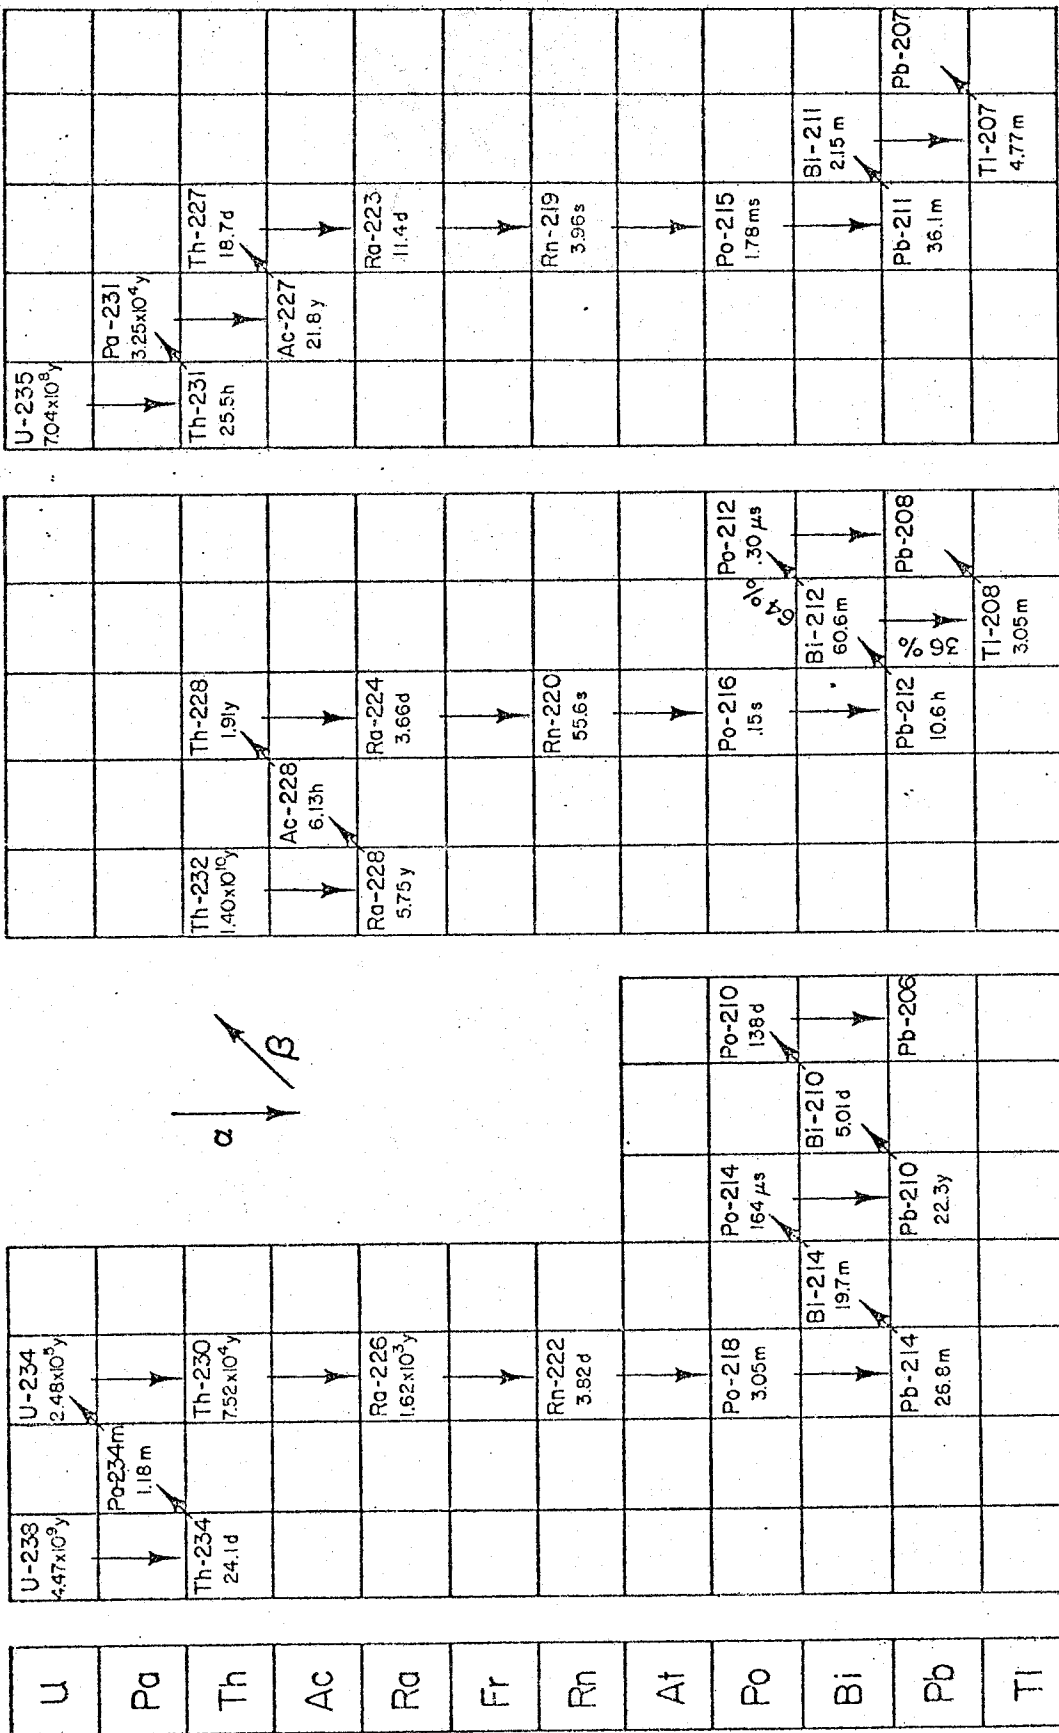 U
Pa
Th
Ac
Ra
Fr
Rn
At
Po
Bi
Pb
Tl
U-238
4.47x10⁹y
Th-234
24.1d
Pa-234m
1.18m
U-234
2.48x10⁵y
Th-230
7.52x10⁴y
Ra-226
1.62x10³y
Rn-222
3.82d
Po-218
3.05m
Pb-214
26.8m
Bi-214
19.7m
Po-214
164 µs
Pb-210
22.3y
Bi-210
5.01d
Po-210
138d
Pb-206
α
β
Th-232
1.40x10¹⁰y
Ra-228
5.75y
Ac-228
6.13h
Th-228
1.91y
Ra-224
3.66d
Rn-220
55.6s
Po-216
.15s
Pb-212
10.6h
Bi-212
60.6m
64%
36%
Po-212
.30 µs
Tl-208
3.05m
Pb-208
U-235
7.04x10⁸y
Th-231
25.5h
Pa-231
3.25x10⁴y
Ac-227
21.8y
Th-227
18.7d
Ra-223
11.4d
Rn-219
3.96s
Po-215
1.78ms
Pb-211
36.1m
Bi-211
2.15m
Tl-207
4.77m
Pb-207